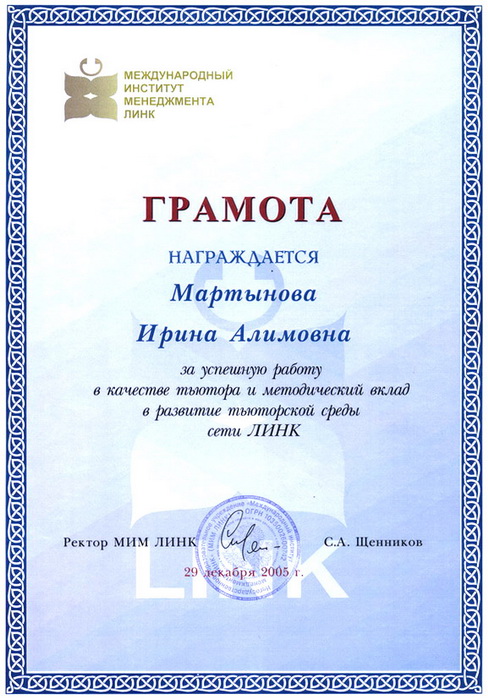 МЕЖДУНАРОДНЫЙ
ИНСТИТУТ
МЕНЕДЖМЕНТА
ЛИНК
ГРАМОТА
НАГРАЖДАЕТСЯ
Мартынова
Ирина Алимовна
за успешную работу
в качестве тьютора и методический вклад
в развитие тьюторской среды
сети ЛИНК
Ректор МИМ ЛИНК
С.А. Щенников
29 декабря 2005 г.
LINK